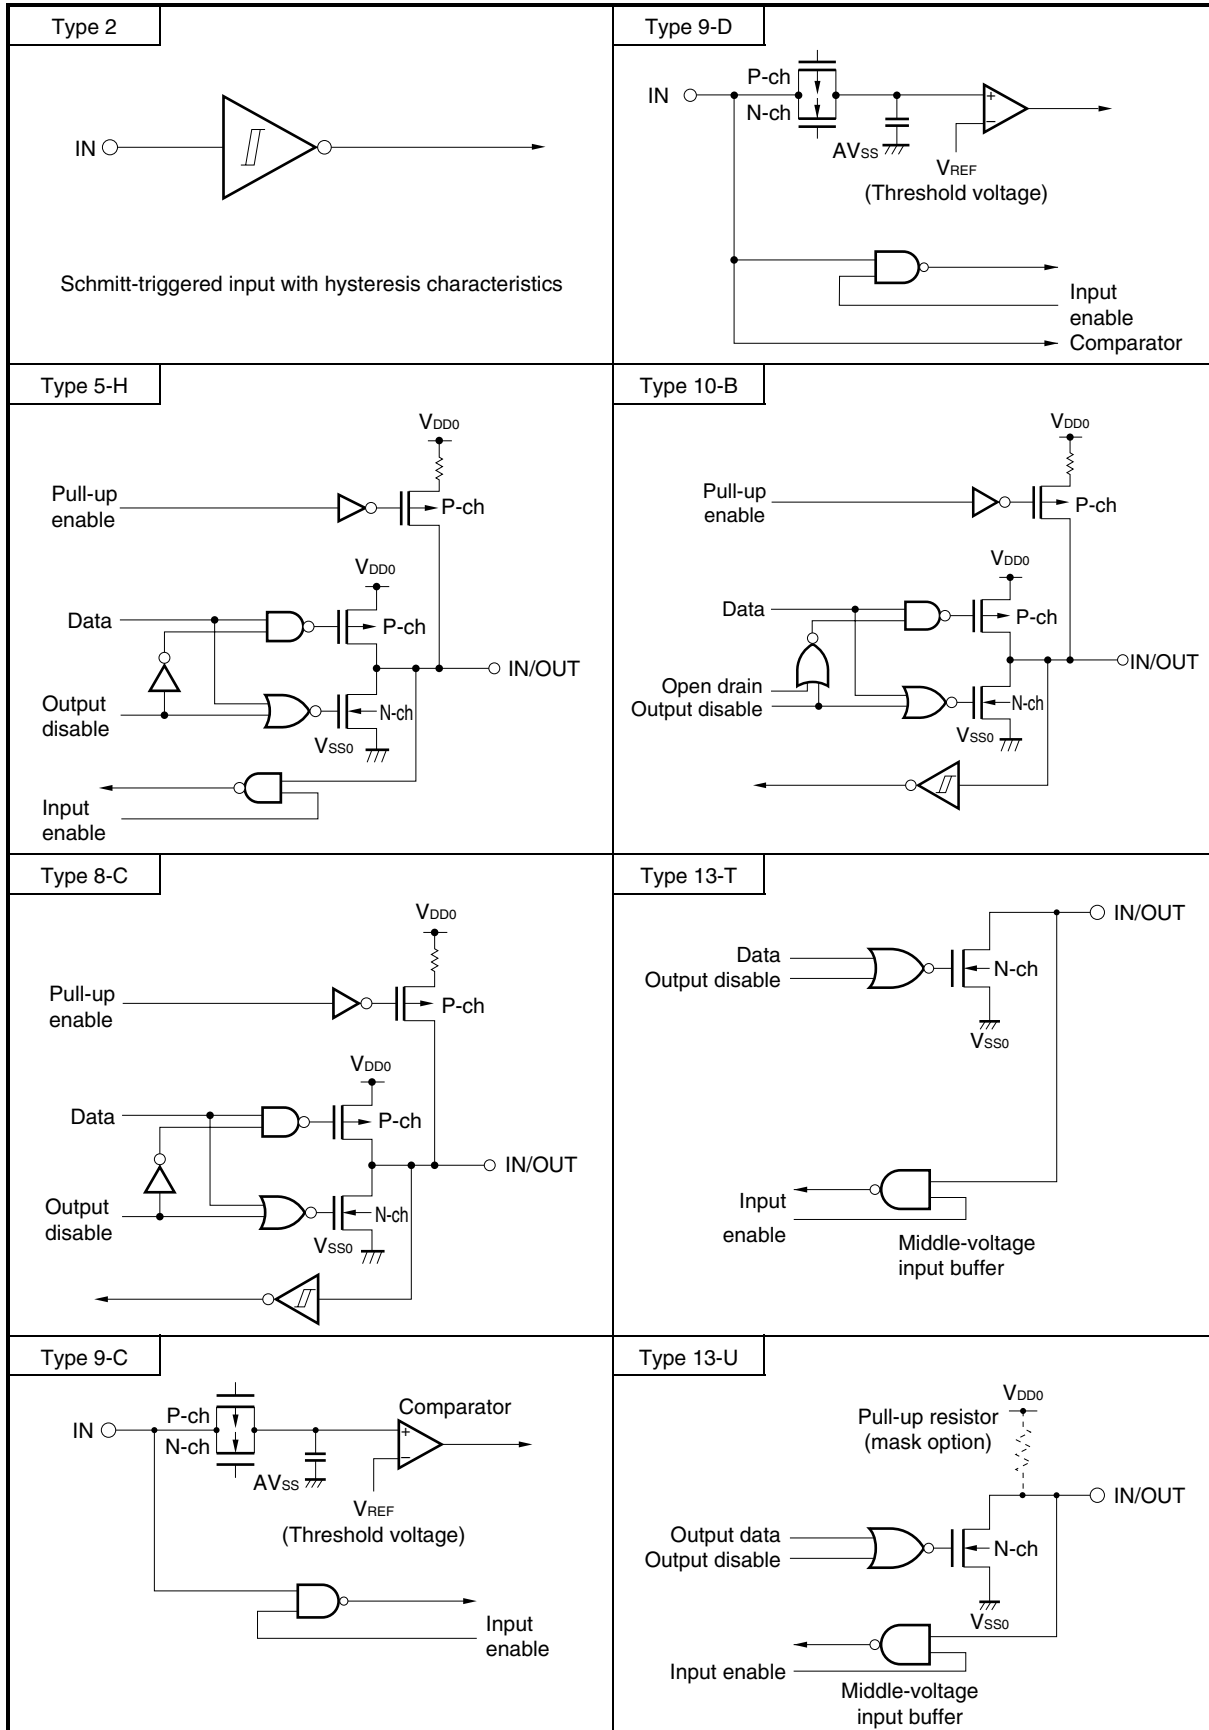 Type 2
IN
Schmitt-triggered input with hysteresis characteristics
Type 9-D
IN
P-ch
N-ch
AVSS
+
−
VREF
(Threshold voltage)
Input
enable
Comparator
Type 5-H
VDD0
Pull-up
enable
P-ch
VDD0
Data
P-ch
IN/OUT
Output
disable
N-ch
VSS0
Input
enable
Type 10-B
VDD0
Pull-up
enable
P-ch
VDD0
Data
P-ch
IN/OUT
Open drain
Output disable
N-ch
VSS0
Type 8-C
VDD0
Pull-up
enable
P-ch
VDD0
Data
P-ch
IN/OUT
Output
disable
N-ch
VSS0
Type 13-T
IN/OUT
Data
Output disable
N-ch
VSS0
Input
enable
Middle-voltage
input buffer
Type 9-C
Comparator
IN
P-ch
N-ch
AVSS
+
−
VREF
(Threshold voltage)
Input
enable
Type 13-U
VDD0
Pull-up resistor
(mask option)
IN/OUT
Output data
Output disable
N-ch
VSS0
Input enable
Middle-voltage
input buffer